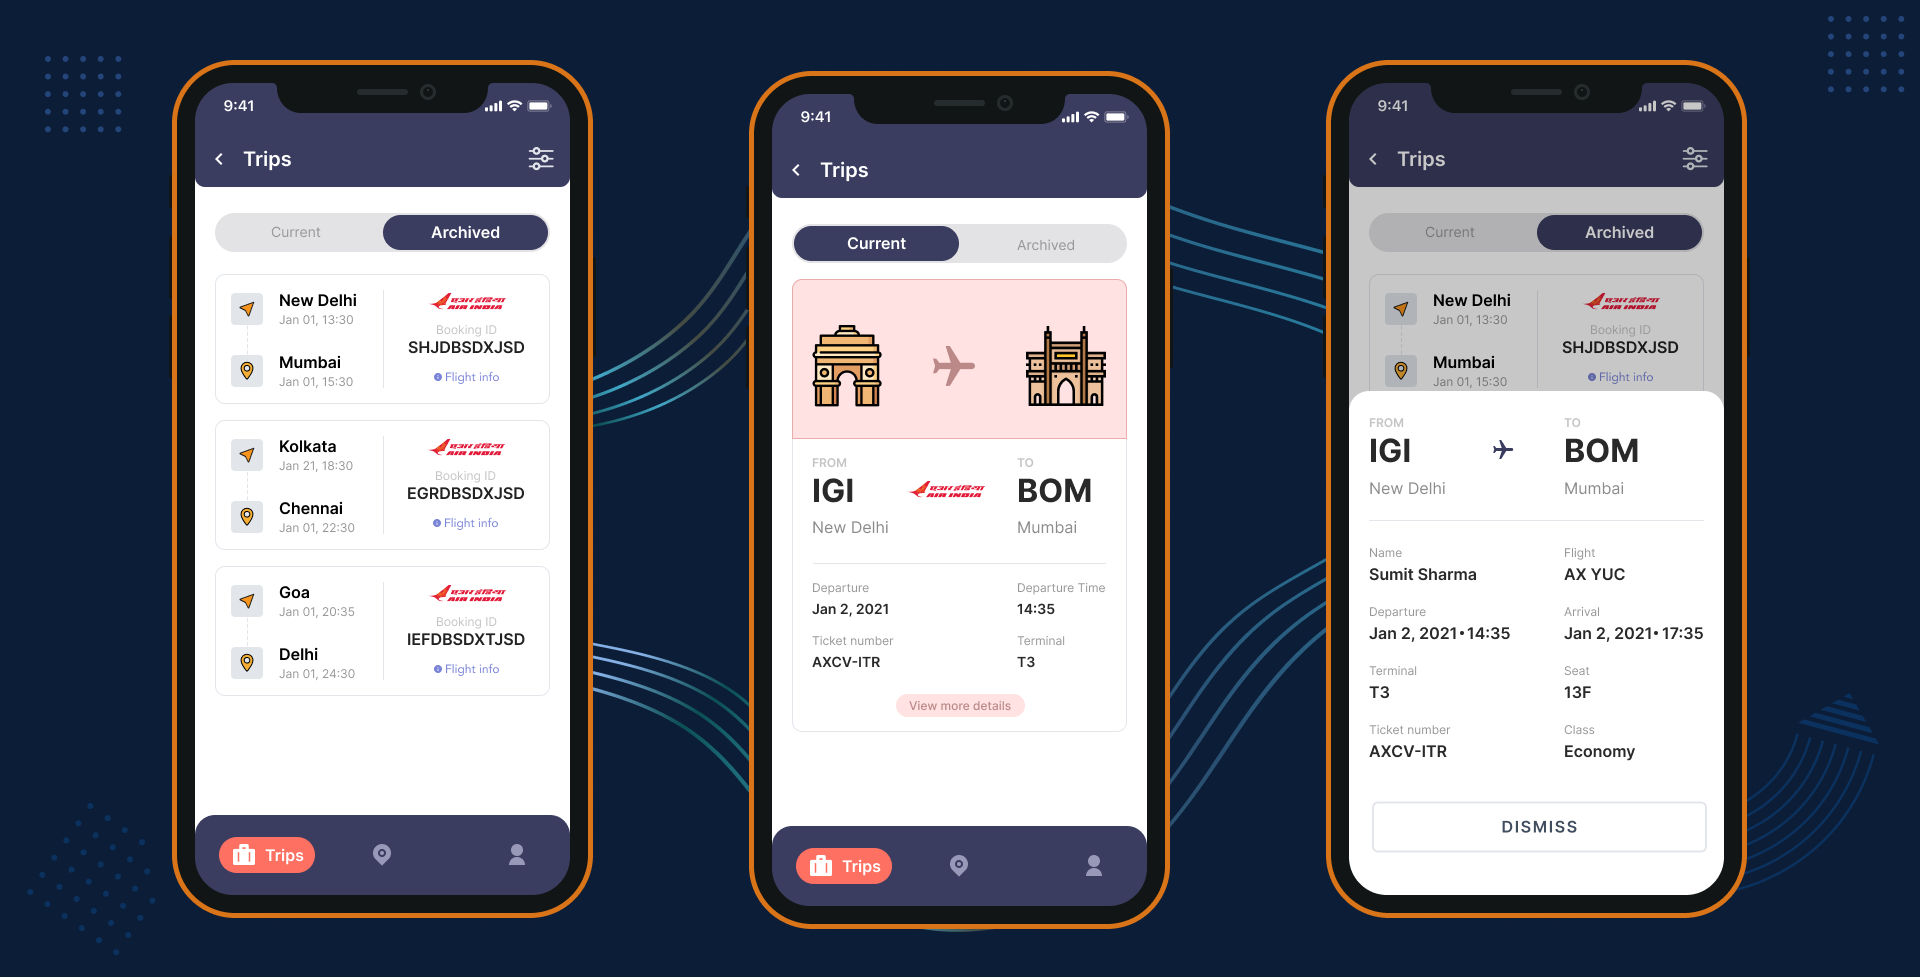 9:41
Trips
Current
Archived
New Delhi
Jan 01, 13:30
Mumbai
Jan 01, 15:30
एअर इंडिया
AIR INDIA
Booking ID
SHJDBSDXJSD
Flight info
Kolkata
Jan 21, 18:30
Chennai
Jan 01, 22:30
एअर इंडिया
AIR INDIA
Booking ID
EGRDBSDXJSD
Flight info
Goa
Jan 01, 20:35
Delhi
Jan 01, 24:30
एअर इंडिया
AIR INDIA
Booking ID
IEFDBSDXTJSD
Flight info
Trips
9:41
Trips
Current
Archived
FROM
IGI
New Delhi
एअर इंडिया
AIR INDIA
TO
BOM
Mumbai
Departure
Jan 2, 2021
Departure Time
14:35
Ticket number
AXCV-ITR
Terminal
T3
View more details
Trips
9:41
Trips
Current
Archived
New Delhi
Jan 01, 13:30
Mumbai
Jan 01, 15:30
एअर इंडिया
AIR INDIA
Booking ID
SHJDBSDXJSD
Flight info
FROM
IGI
New Delhi
TO
BOM
Mumbai
Name
Sumit Sharma
Flight
AX YUC
Departure
Jan 2, 2021•14:35
Arrival
Jan 2, 2021•17:35
Terminal
T3
Seat
13F
Ticket number
AXCV-ITR
Class
Economy
DISMISS